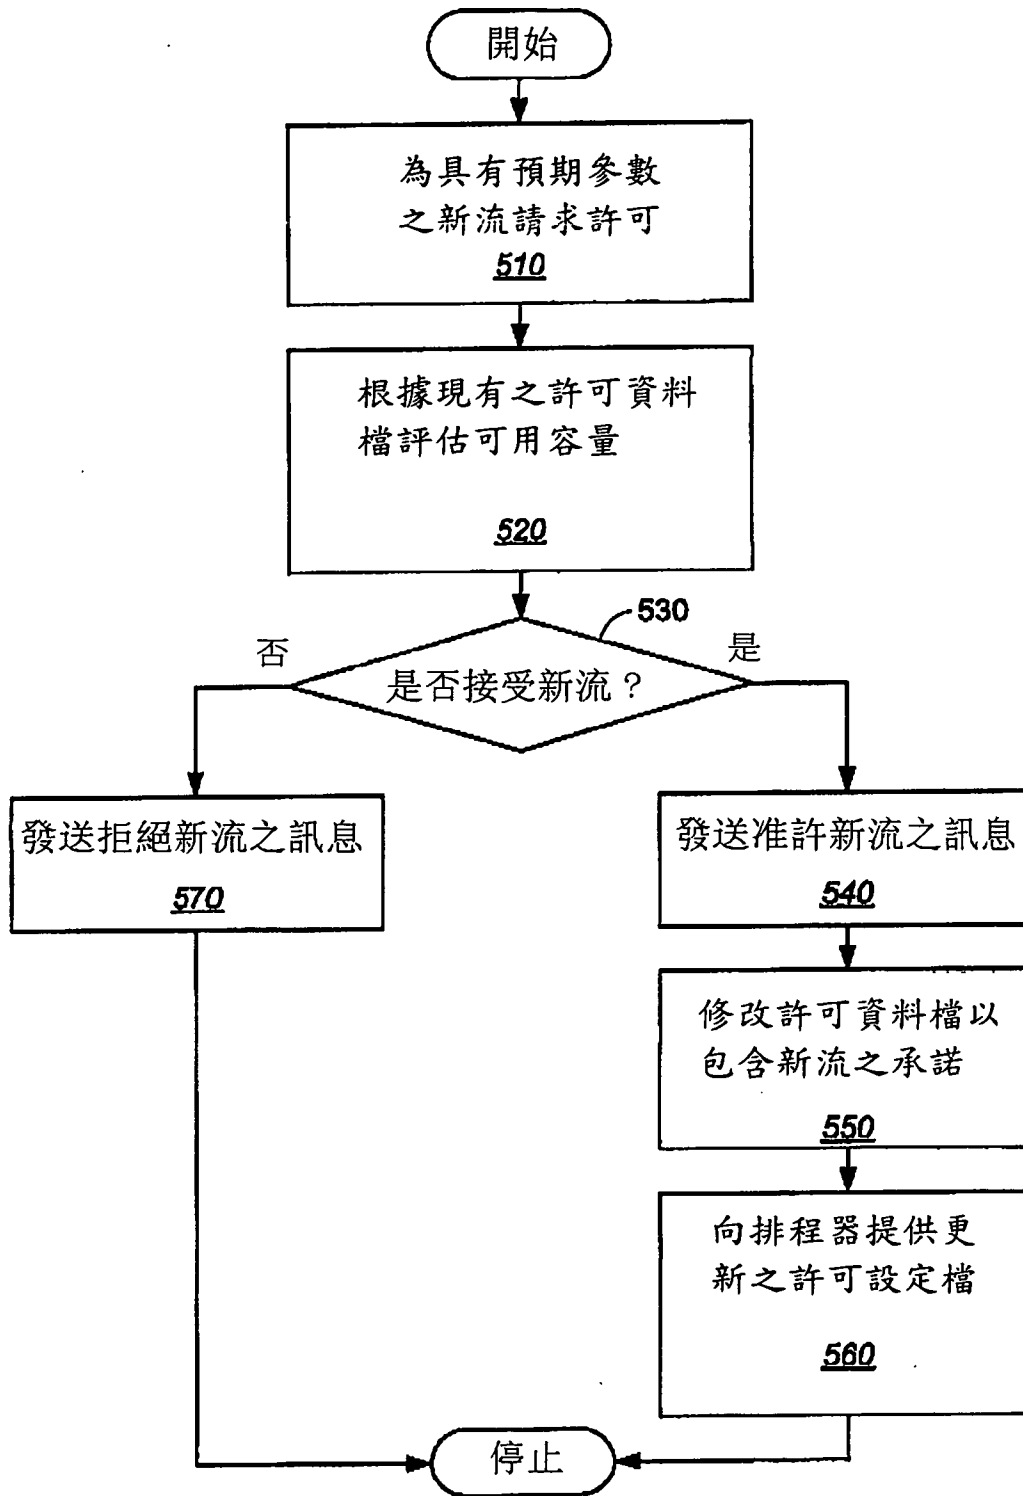 開始
為具有預期參數
之新流請求許可
510
根據現有之許可資料
檔評估可用容量
520
530
否
是
是否接受新流？
發送拒絕新流之訊息
570
發送准許新流之訊息
540
修改許可資料檔以
包含新流之承諾
550
向排程器提供更
新之許可設定檔
560
停止